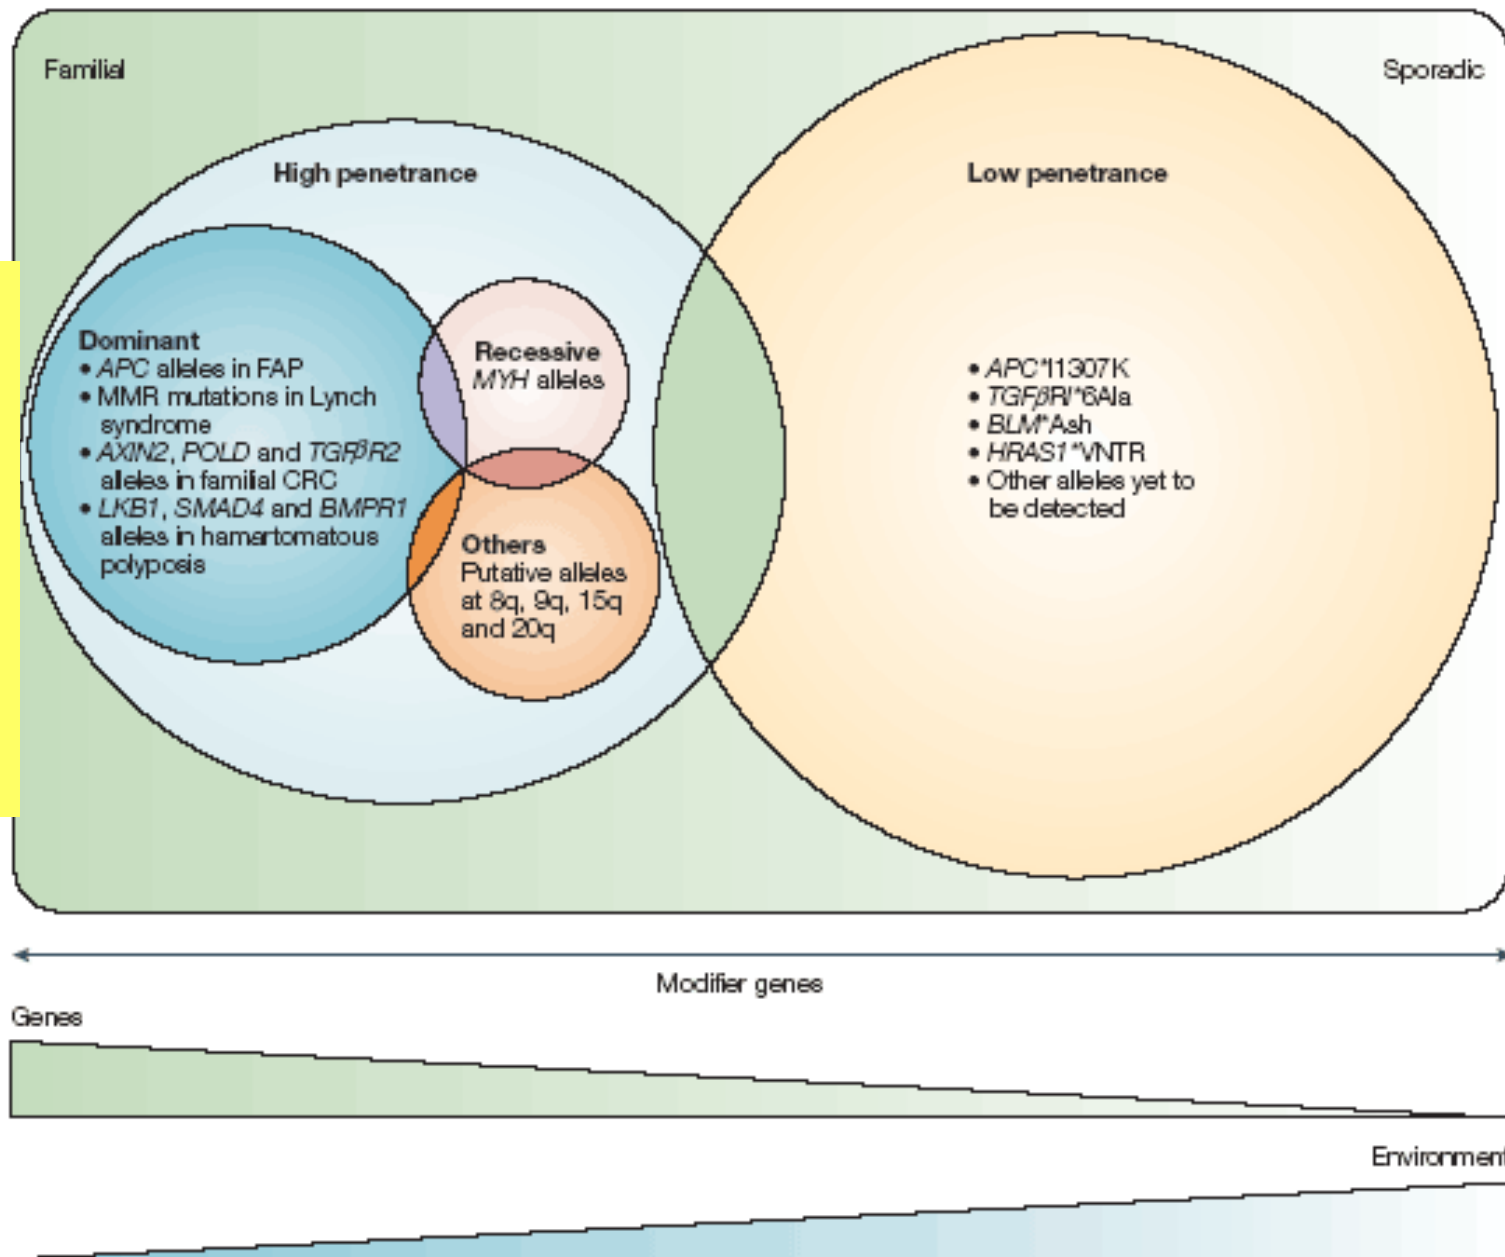 Familial
Sporadic
High penetrance
Low penetrance
Dominant
• APC alleles in FAP
• MMR mutations in Lynch
syndrome
• AXIN2, POLD and TGFβR2
alleles in familial CRC
• LKB1, SMAD4 and BMPR1
alleles in hamartomatous
polyposis
Recessive
MYH alleles
Others
Putative alleles
at 8q, 9q, 15q
and 20q
• APC*I1307K
• TGFβRI*6Ala
• BLM*Ash
• HRAS1*VNTR
• Other alleles yet to
be detected
Modifier genes
Genes
Environment